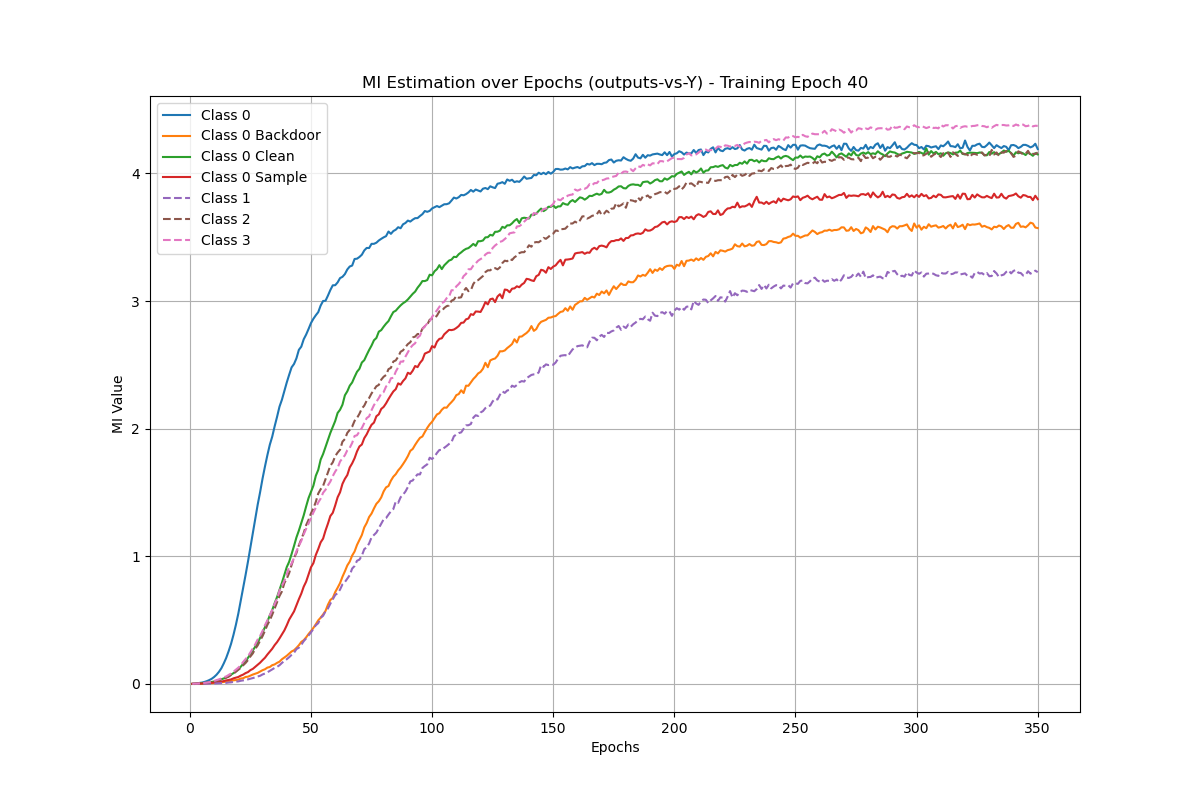 MI Estimation over Epochs (outputs-vs-Y) - Training Epoch 40
Class 0
Class 0 Backdoor
Class 0 Clean
Class 0 Sample
Class 1
Class 2
Class 3
MI Value
4
3
2
1
0
0 50 100 150 200 250 300 350
Epochs